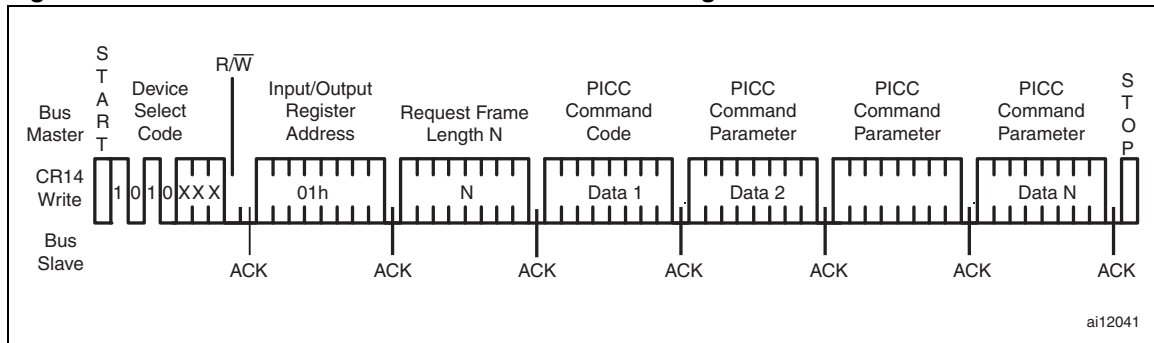 START
Device
Select
Code
R/W
Input/Output
Register
Address
Request Frame
Length N
PICC
Command
Code
PICC
Command
Parameter
PICC
Command
Parameter
PICC
Command
Parameter
STOP
Bus
Master
CR14
Write
1 0 1 0 X X X
01h
N
Data 1
Data 2
Data N
Bus
Slave
ACK
ACK
ACK
ACK
ACK
ACK
ACK
ai12041